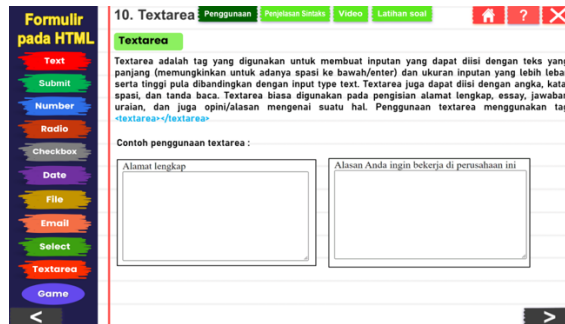 Formulir
pada HTML
Text
Submit
Number
Radio
Checkbox
Date
File
Email
Select
Textarea
Game
<
10. Textarea
Penggunaan
Penjelasan Sintaks
Video
Latihan soal
?
Textarea
Textarea adalah tag yang digunakan untuk membuat inputan yang dapat diisi dengan teks yang
panjang (memungkinkan untuk adanya spasi ke bawah/enter) dan ukuran inputan yang lebih leba
serta tinggi pula dibandingkan dengan input type text. Textarea juga dapat diisi dengan angka, kata
spasi, dan tanda baca. Textarea biasa digunakan pada pengisian alamat lengkap, essay, jawaban
uraian, dan juga opini/alasan mengenai suatu hal. Penggunaan textarea menggunakan tag
<textarea></textarea>
Contoh penggunaan textarea :
Alamat lengkap
Alasan Anda ingin bekerja di perusahaan ini
>